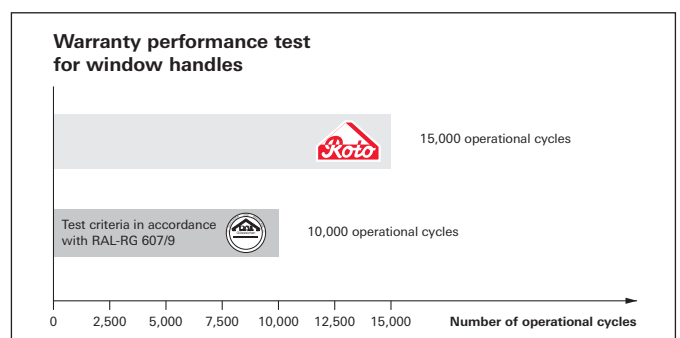 Warranty performance test
for window handles
Roto
15,000 operational cycles
Test criteria in accordance
with RAL-RG 607/9
10,000 operational cycles
0 2,500 5,000 7,500 10,000 12,500 15,000 Number of operational cycles